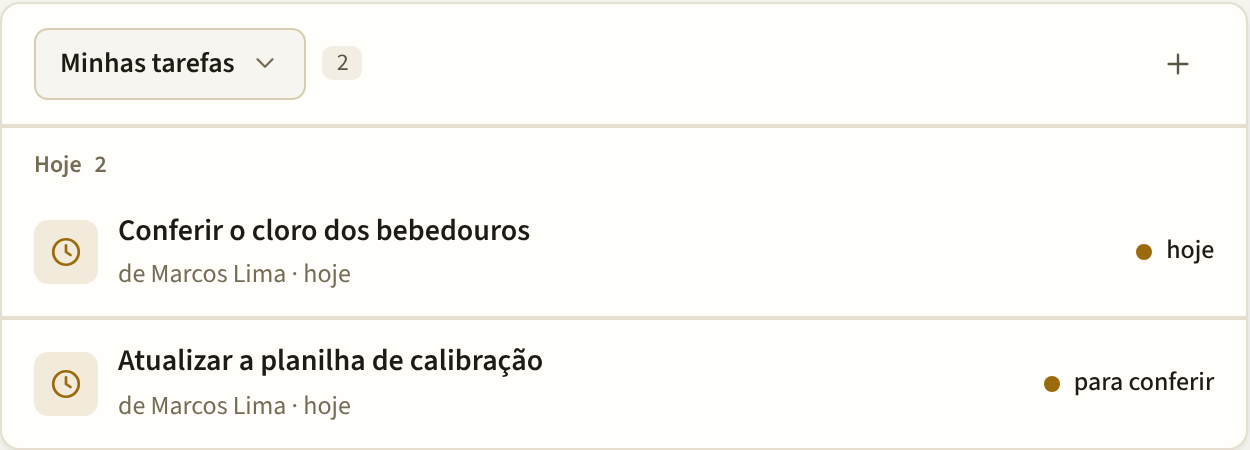 Minhas tarefas 2
Hoje 2
Conferir o cloro dos bebedouros
de Marcos Lima · hoje
hoje
Atualizar a planilha de calibração
de Marcos Lima · hoje
para conferir